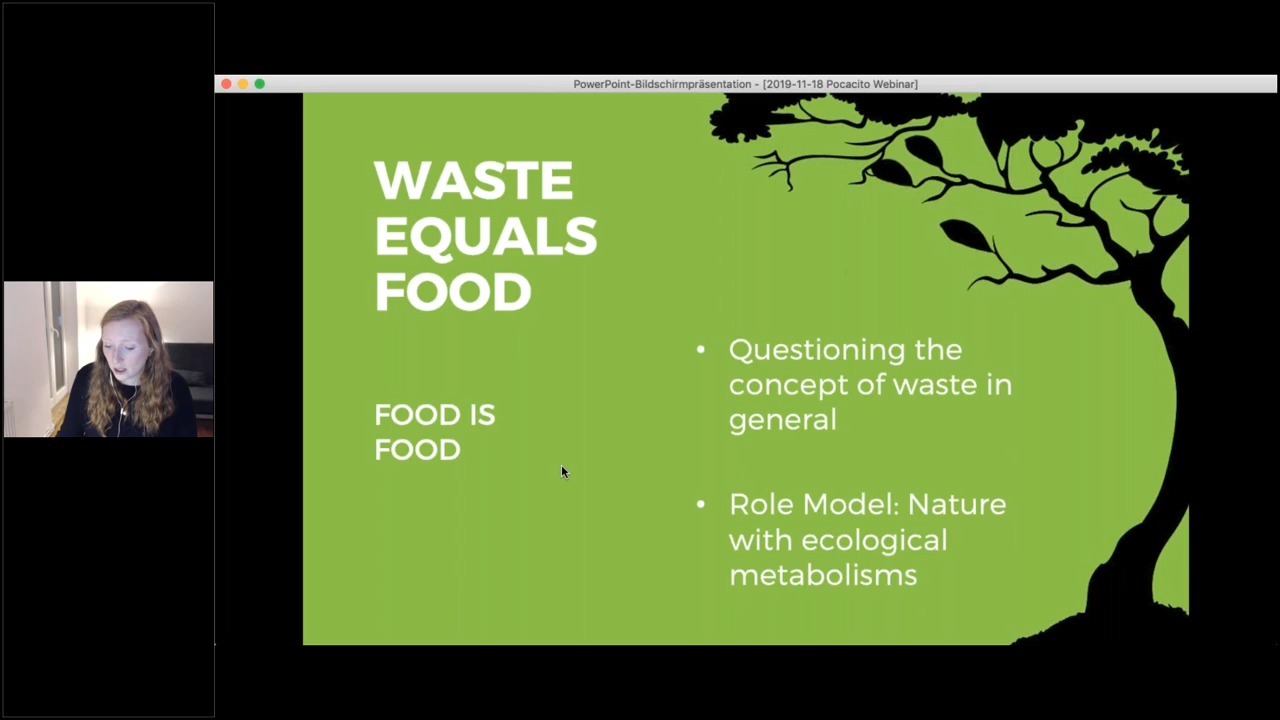 PowerPoint-Bildschirmpräsentation - [2019-11-18 Pocacito Webinar]
WASTE
EQUALS
FOOD
FOOD IS
FOOD
• Questioning the
concept of waste in
general
• Role Model: Nature
with ecological
metabolisms